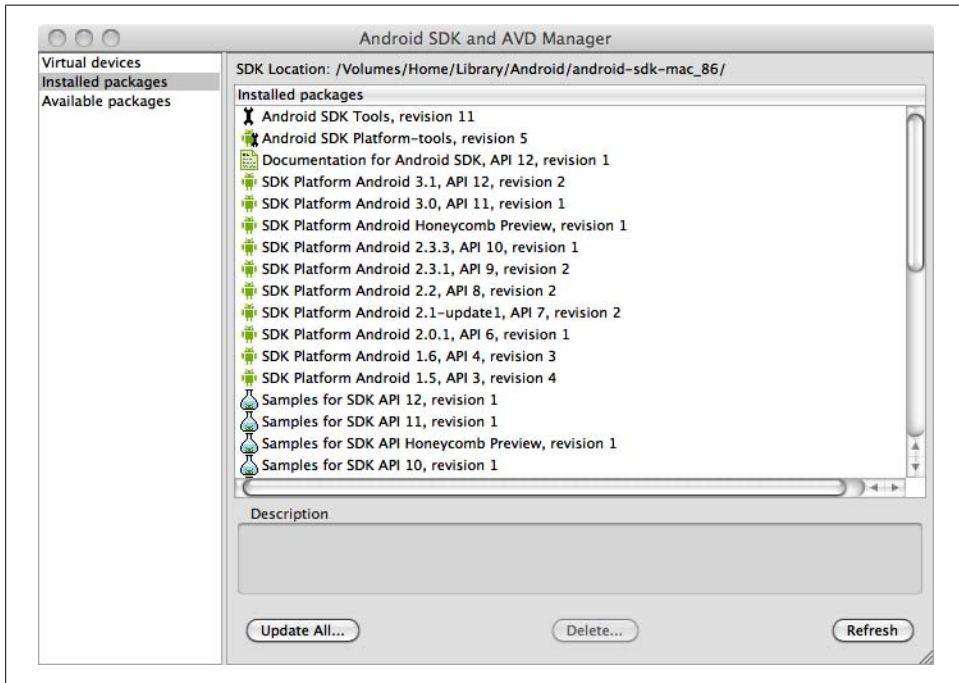 Android SDK and AVD Manager
Virtual devices
Installed packages
Available packages
SDK Location: /Volumes/Home/Library/Android/android-sdk-mac_86/
Installed packages
Android SDK Tools, revision 11
Android SDK Platform-tools, revision 5
Documentation for Android SDK, API 12, revision 1
SDK Platform Android 3.1, API 12, revision 2
SDK Platform Android 3.0, API 11, revision 1
SDK Platform Android Honeycomb Preview, revision 1
SDK Platform Android 2.3.3, API 10, revision 1
SDK Platform Android 2.3.1, API 9, revision 2
SDK Platform Android 2.2, API 8, revision 2
SDK Platform Android 2.1-update1, API 7, revision 2
SDK Platform Android 2.0.1, API 6, revision 1
SDK Platform Android 1.6, API 4, revision 3
SDK Platform Android 1.5, API 3, revision 4
Samples for SDK API 12, revision 1
Samples for SDK API 11, revision 1
Samples for SDK API Honeycomb Preview, revision 1
Samples for SDK API 10, revision 1
Description
Update All...
Delete...
Refresh